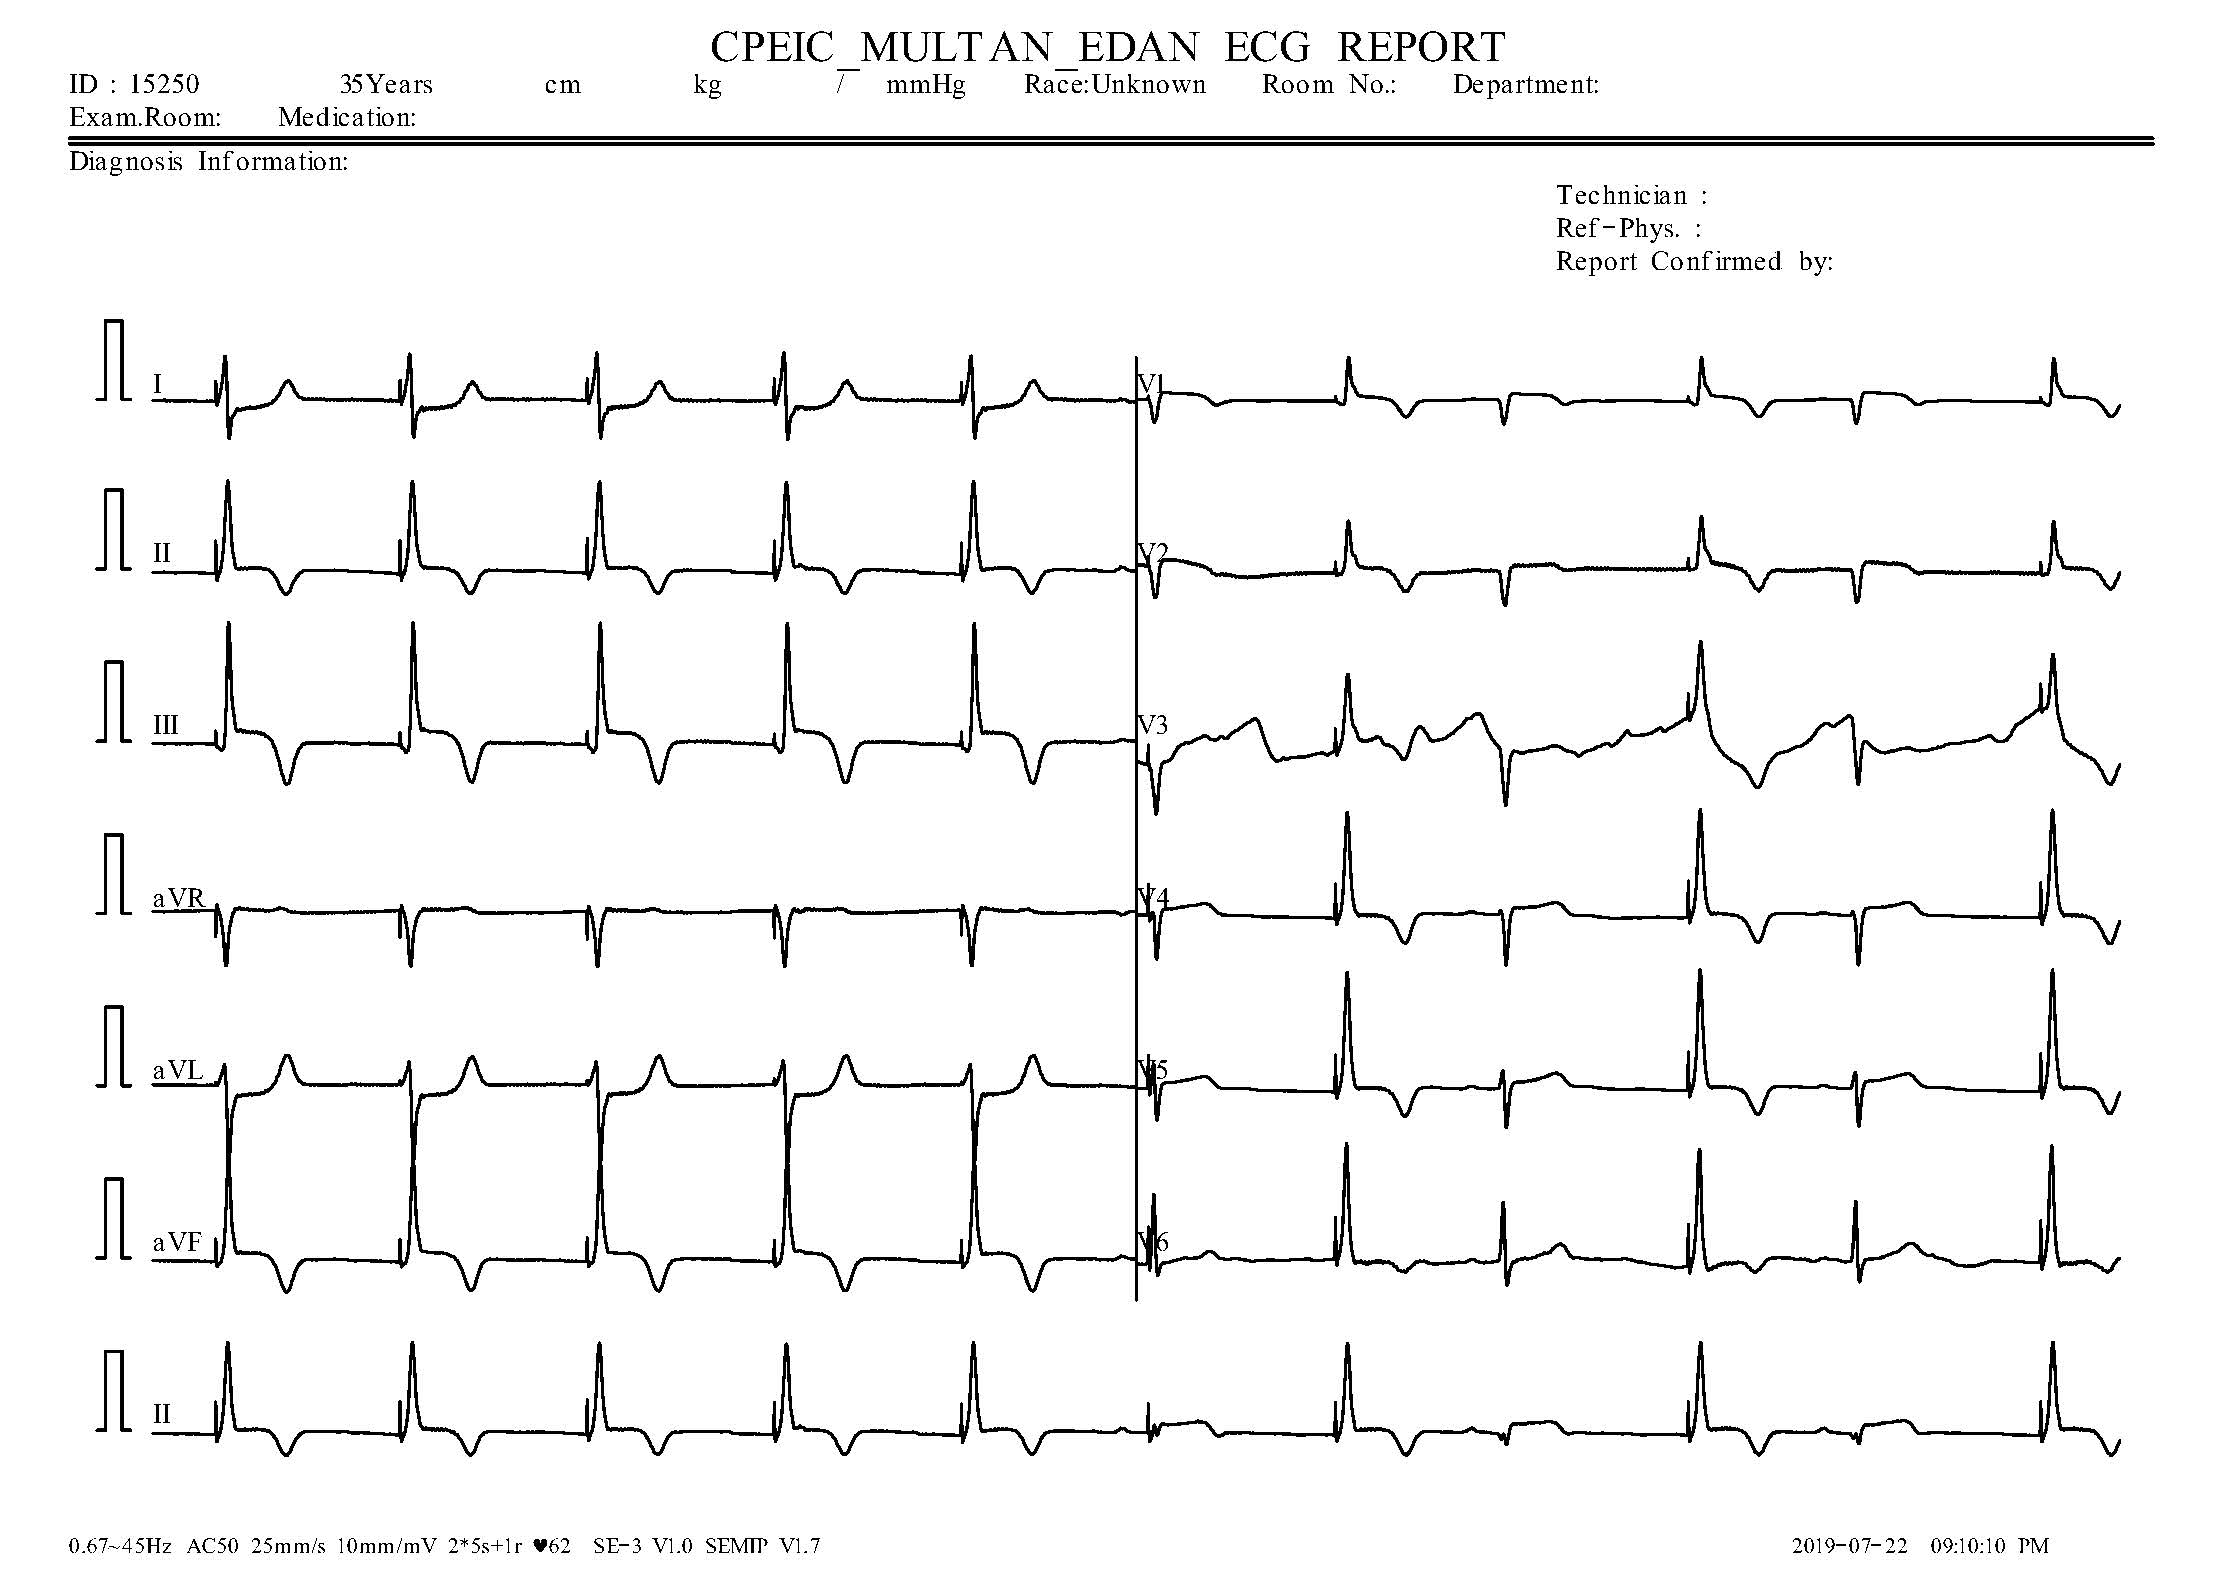 CPEIC_MULTAN_EDAN ECG REPORT
ID : 15250 35Years cm kg / mmHg Race:Unknown Room No.: Department:
Exam.Room: Medication:
Diagnosis Information:
Technician :
Ref-Phys. :
Report Confirmed by:
I V1
II V2
III V3
aVR V4
aVL V5
aVF V6
II
0.67~45Hz AC50 25mm/s 10mm/mV 2*5s+1r ♥62 SE-3 V1.0 SEMIP V1.7 2019-07-22 09:10:10 PM